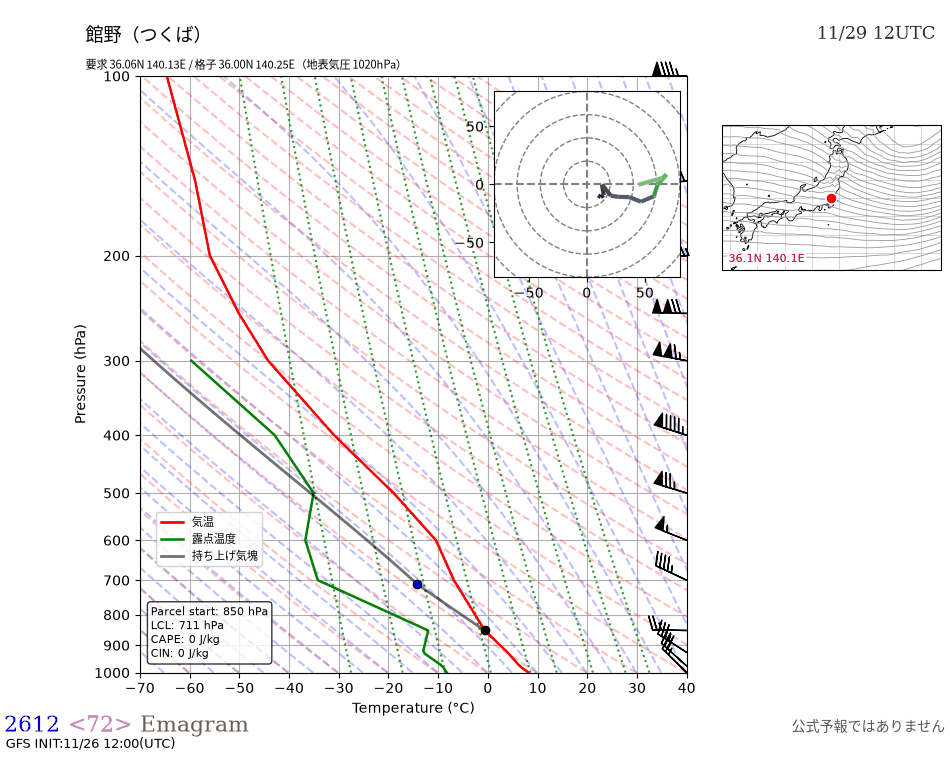 館野（つくば）
11/29 12UTC
要求 36.06N 140.13E / 格子 36.00N 140.25E（地表気圧 1020hPa）
Pressure (hPa)
100
200
300
400
500
600
700
800
900
1000
50
0
−50
−50 0 50
36.1N 140.1E
気温
露点温度
持ち上げ気塊
Parcel start: 850 hPa
LCL: 711 hPa
CAPE: 0 J/kg
CIN: 0 J/kg
−70 −60 −50 −40 −30 −20 −10 0 10 20 30 40
Temperature (°C)
2612 <72> Emagram
公式予報ではありません
GFS INIT:11/26 12:00(UTC)